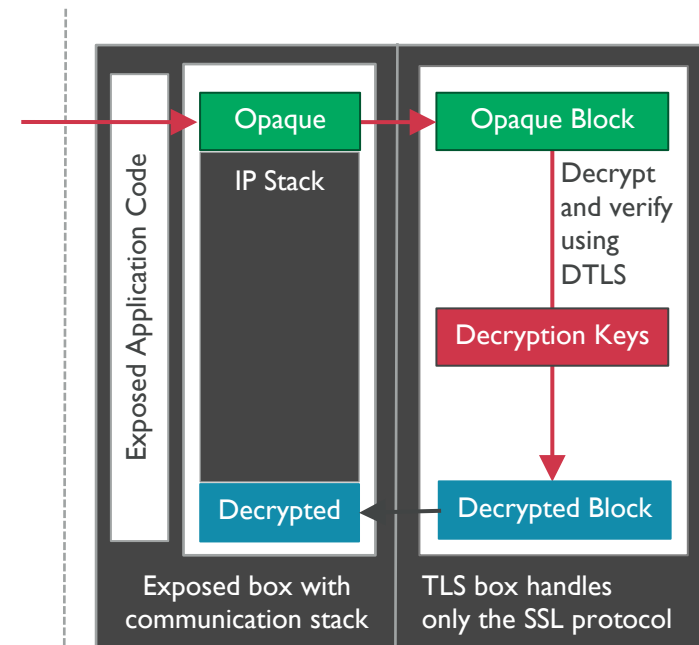 Exposed Application Code
Opaque
IP Stack
Decrypted
Exposed box with
communication stack
Opaque Block
Decrypt
and verify
using
DTLS
Decryption Keys
Decrypted Block
TLS box handles
only the SSL protocol